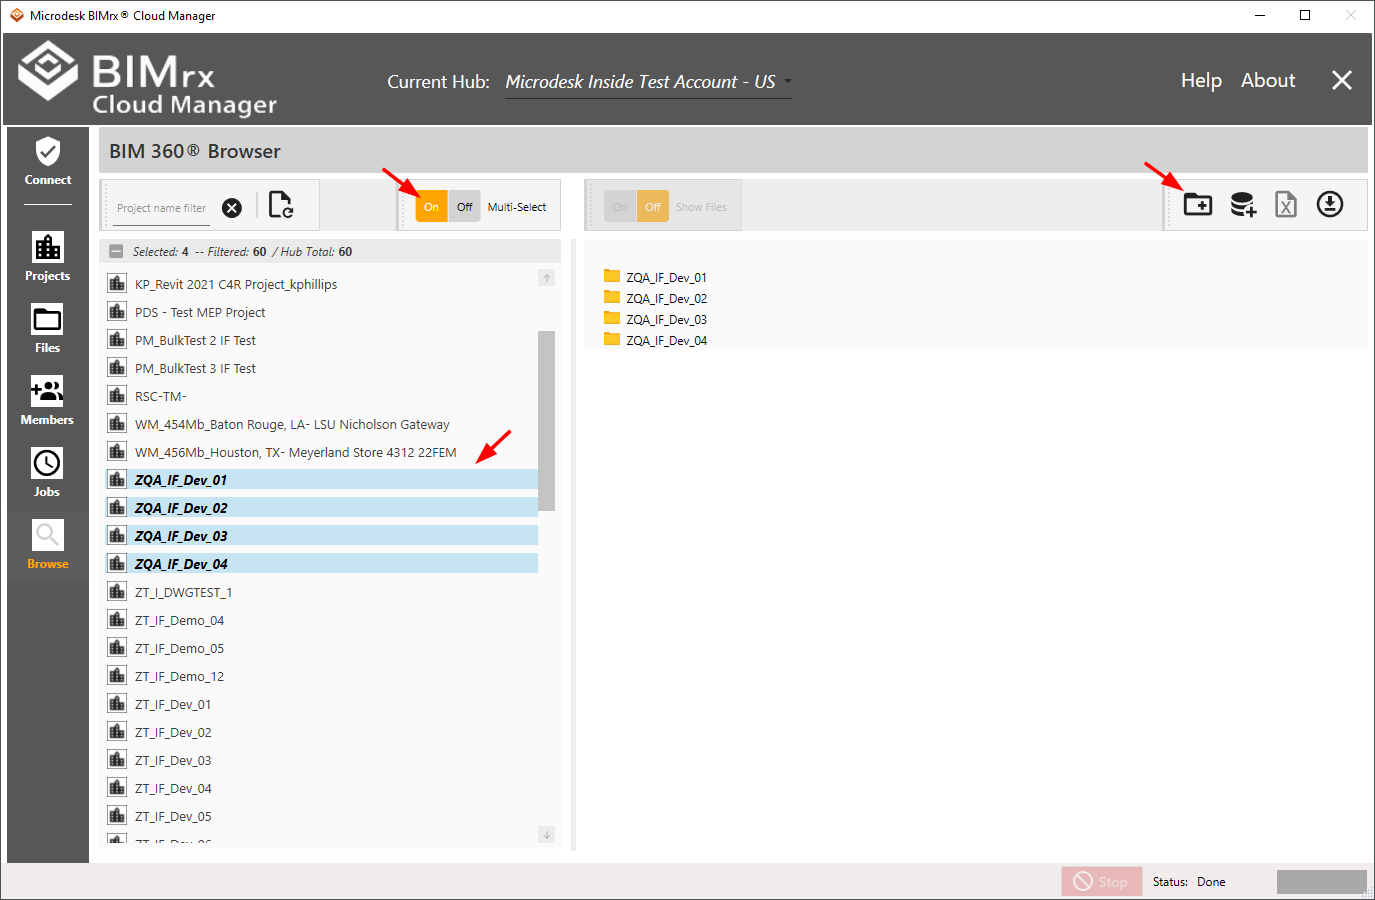 Microdesk BIMrx® Cloud Manager
BIMrx
Cloud Manager
Current Hub: Microdesk Inside Test Account - US
Help About
Connect
Projects
Files
Members
Jobs
Browse
BIM 360® Browser
Project name filter
On Off Multi-Select
On Off Show Files
Selected: 4 -- Filtered: 60 / Hub Total: 60
KP_Revit 2021 C4R Project_kphillips
PDS - Test MEP Project
PM_BulkTest 2 IF Test
PM_BulkTest 3 IF Test
RSC-TM-
WM_454Mb_Baton Rouge, LA- LSU Nicholson Gateway
WM_456Mb_Houston, TX- Meyerland Store 4312 22FEM
ZQA_IF_Dev_01
ZQA_IF_Dev_02
ZQA_IF_Dev_03
ZQA_IF_Dev_04
ZT_I_DWGTEST_1
ZT_IF_Demo_04
ZT_IF_Demo_05
ZT_IF_Demo_12
ZT_IF_Dev_01
ZT_IF_Dev_02
ZT_IF_Dev_03
ZT_IF_Dev_04
ZT_IF_Dev_05
ZQA_IF_Dev_01
ZQA_IF_Dev_02
ZQA_IF_Dev_03
ZQA_IF_Dev_04
Stop
Status: Done